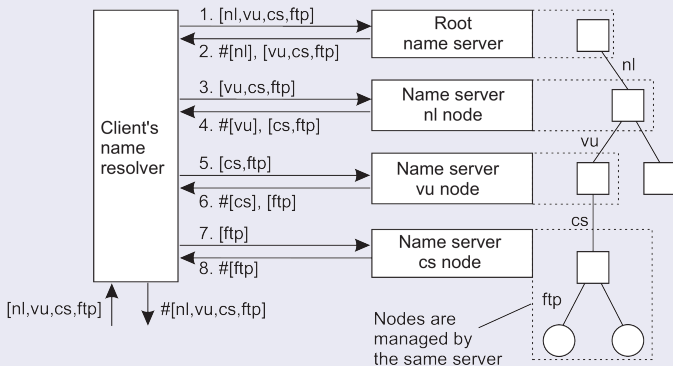 1. [nl,vu,cs,ftp]
2. #[nl], [vu,cs,ftp]
3. [vu,cs,ftp]
4. #[vu], [cs,ftp]
5. [cs,ftp]
6. #[cs], [ftp]
7. [ftp]
8. #[ftp]
Client's
name
resolver
[nl,vu,cs,ftp]
#[nl,vu,cs,ftp]
Root
name server
Name server
nl node
Name server
vu node
Name server
cs node
nl
vu
cs
ftp
Nodes are
managed by
the same server